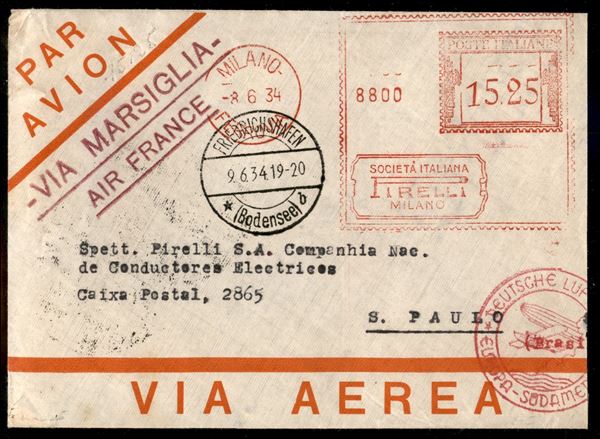 PAR
AVION
-VIA MARSIGLIA-
AIR FRANCE
MILANO-
-8 6 34
FRIEDRICHSHAFEN
9.6.34.19-20
* (Bodensee) d
8800
POSTE ITALIANE
15.25
SOCIETÀ ITALIANA
PIRELLI
MILANO
Spett. Pirelli S.A. Companhia Nac.
de Conductores Electricos
Caixa Postal, 2865
S. PAULO
(Brasi
DEUTSCHE LUF
* EUROPA-SÜDAME
VIA AEREA